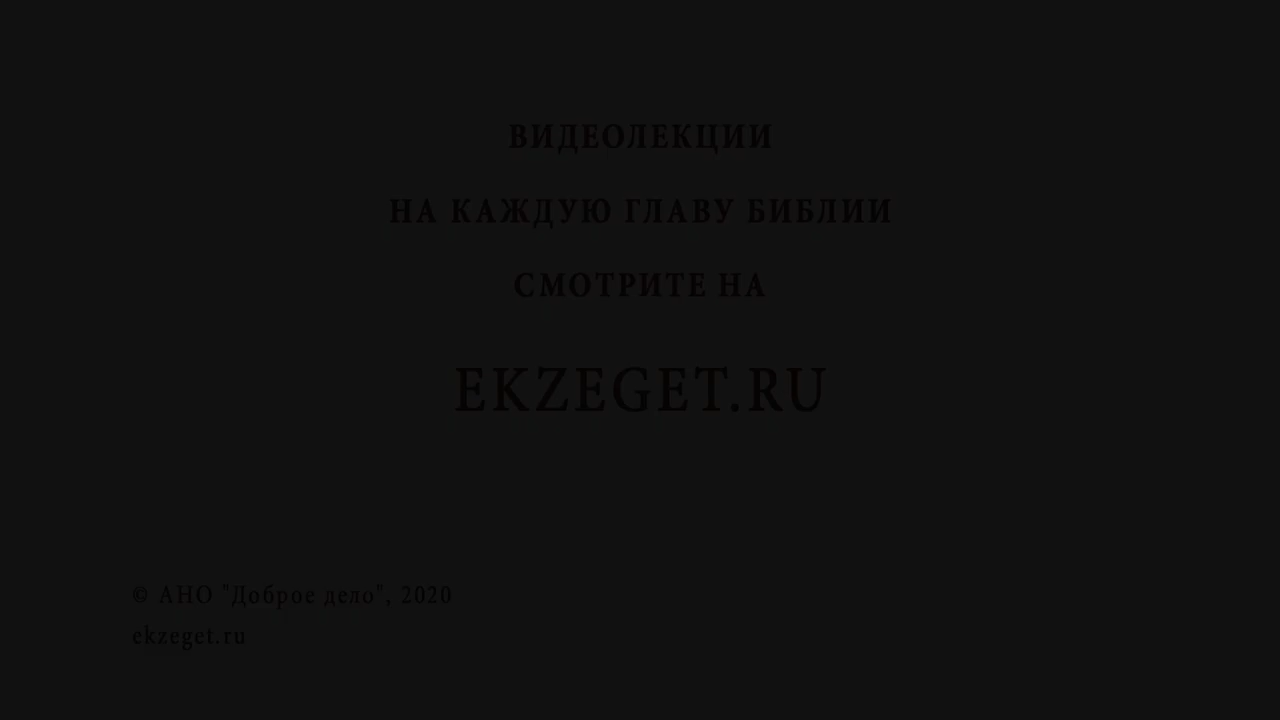 ВИДЕОЛЕКЦИИ
НА КАЖДУЮ ГЛАВУ БИБЛИИ
СМОТРИТЕ НА
EKZEGET.RU
© АНО "Доброе дело", 2020
ekzeget.ru